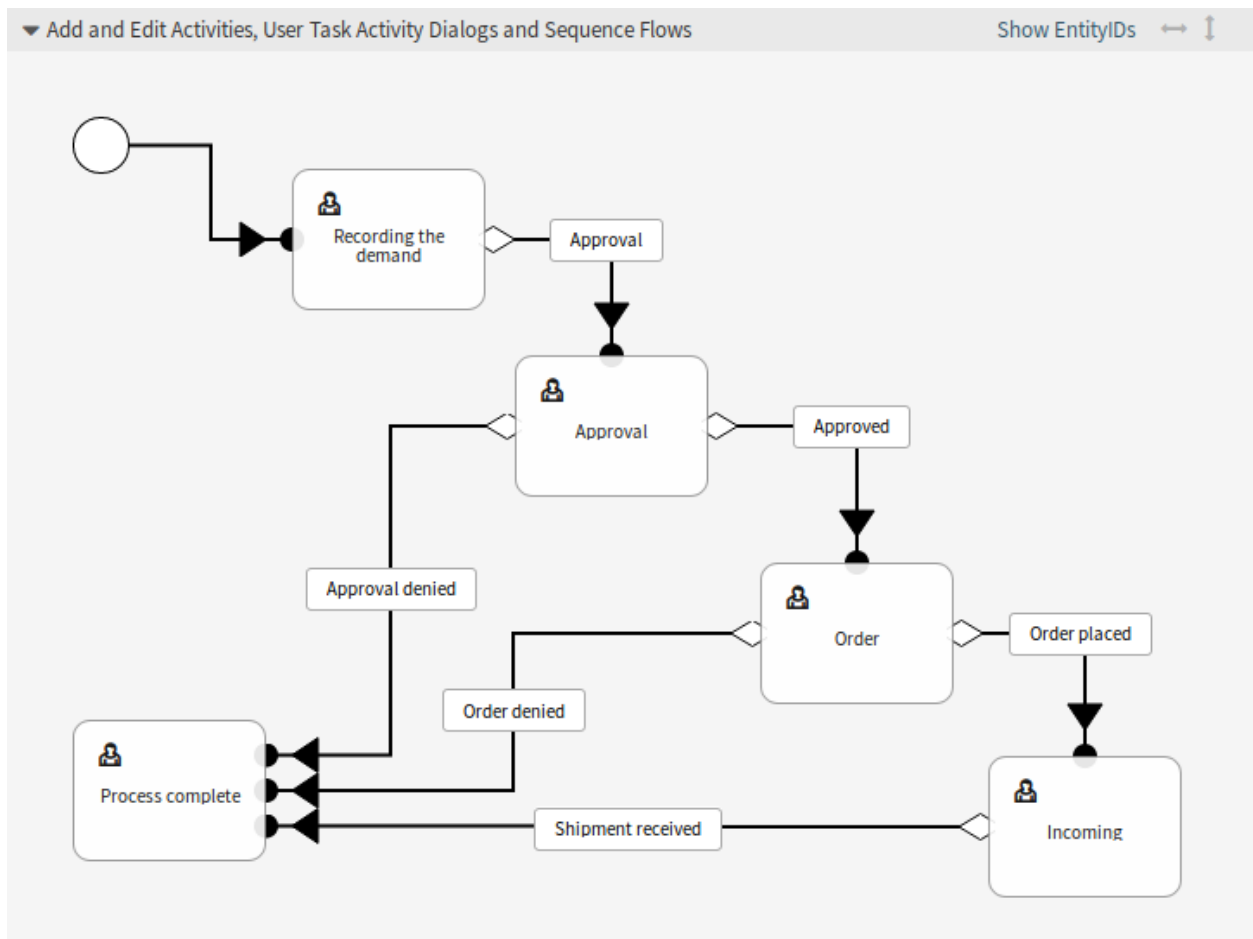 Add and Edit Activities, User Task Activity Dialogs and Sequence Flows
Show EntityIDs
Recording the
demand
Approval
Approval
Approved
Approval denied
Order
Order placed
Order denied
Process complete
Shipment received
Incoming